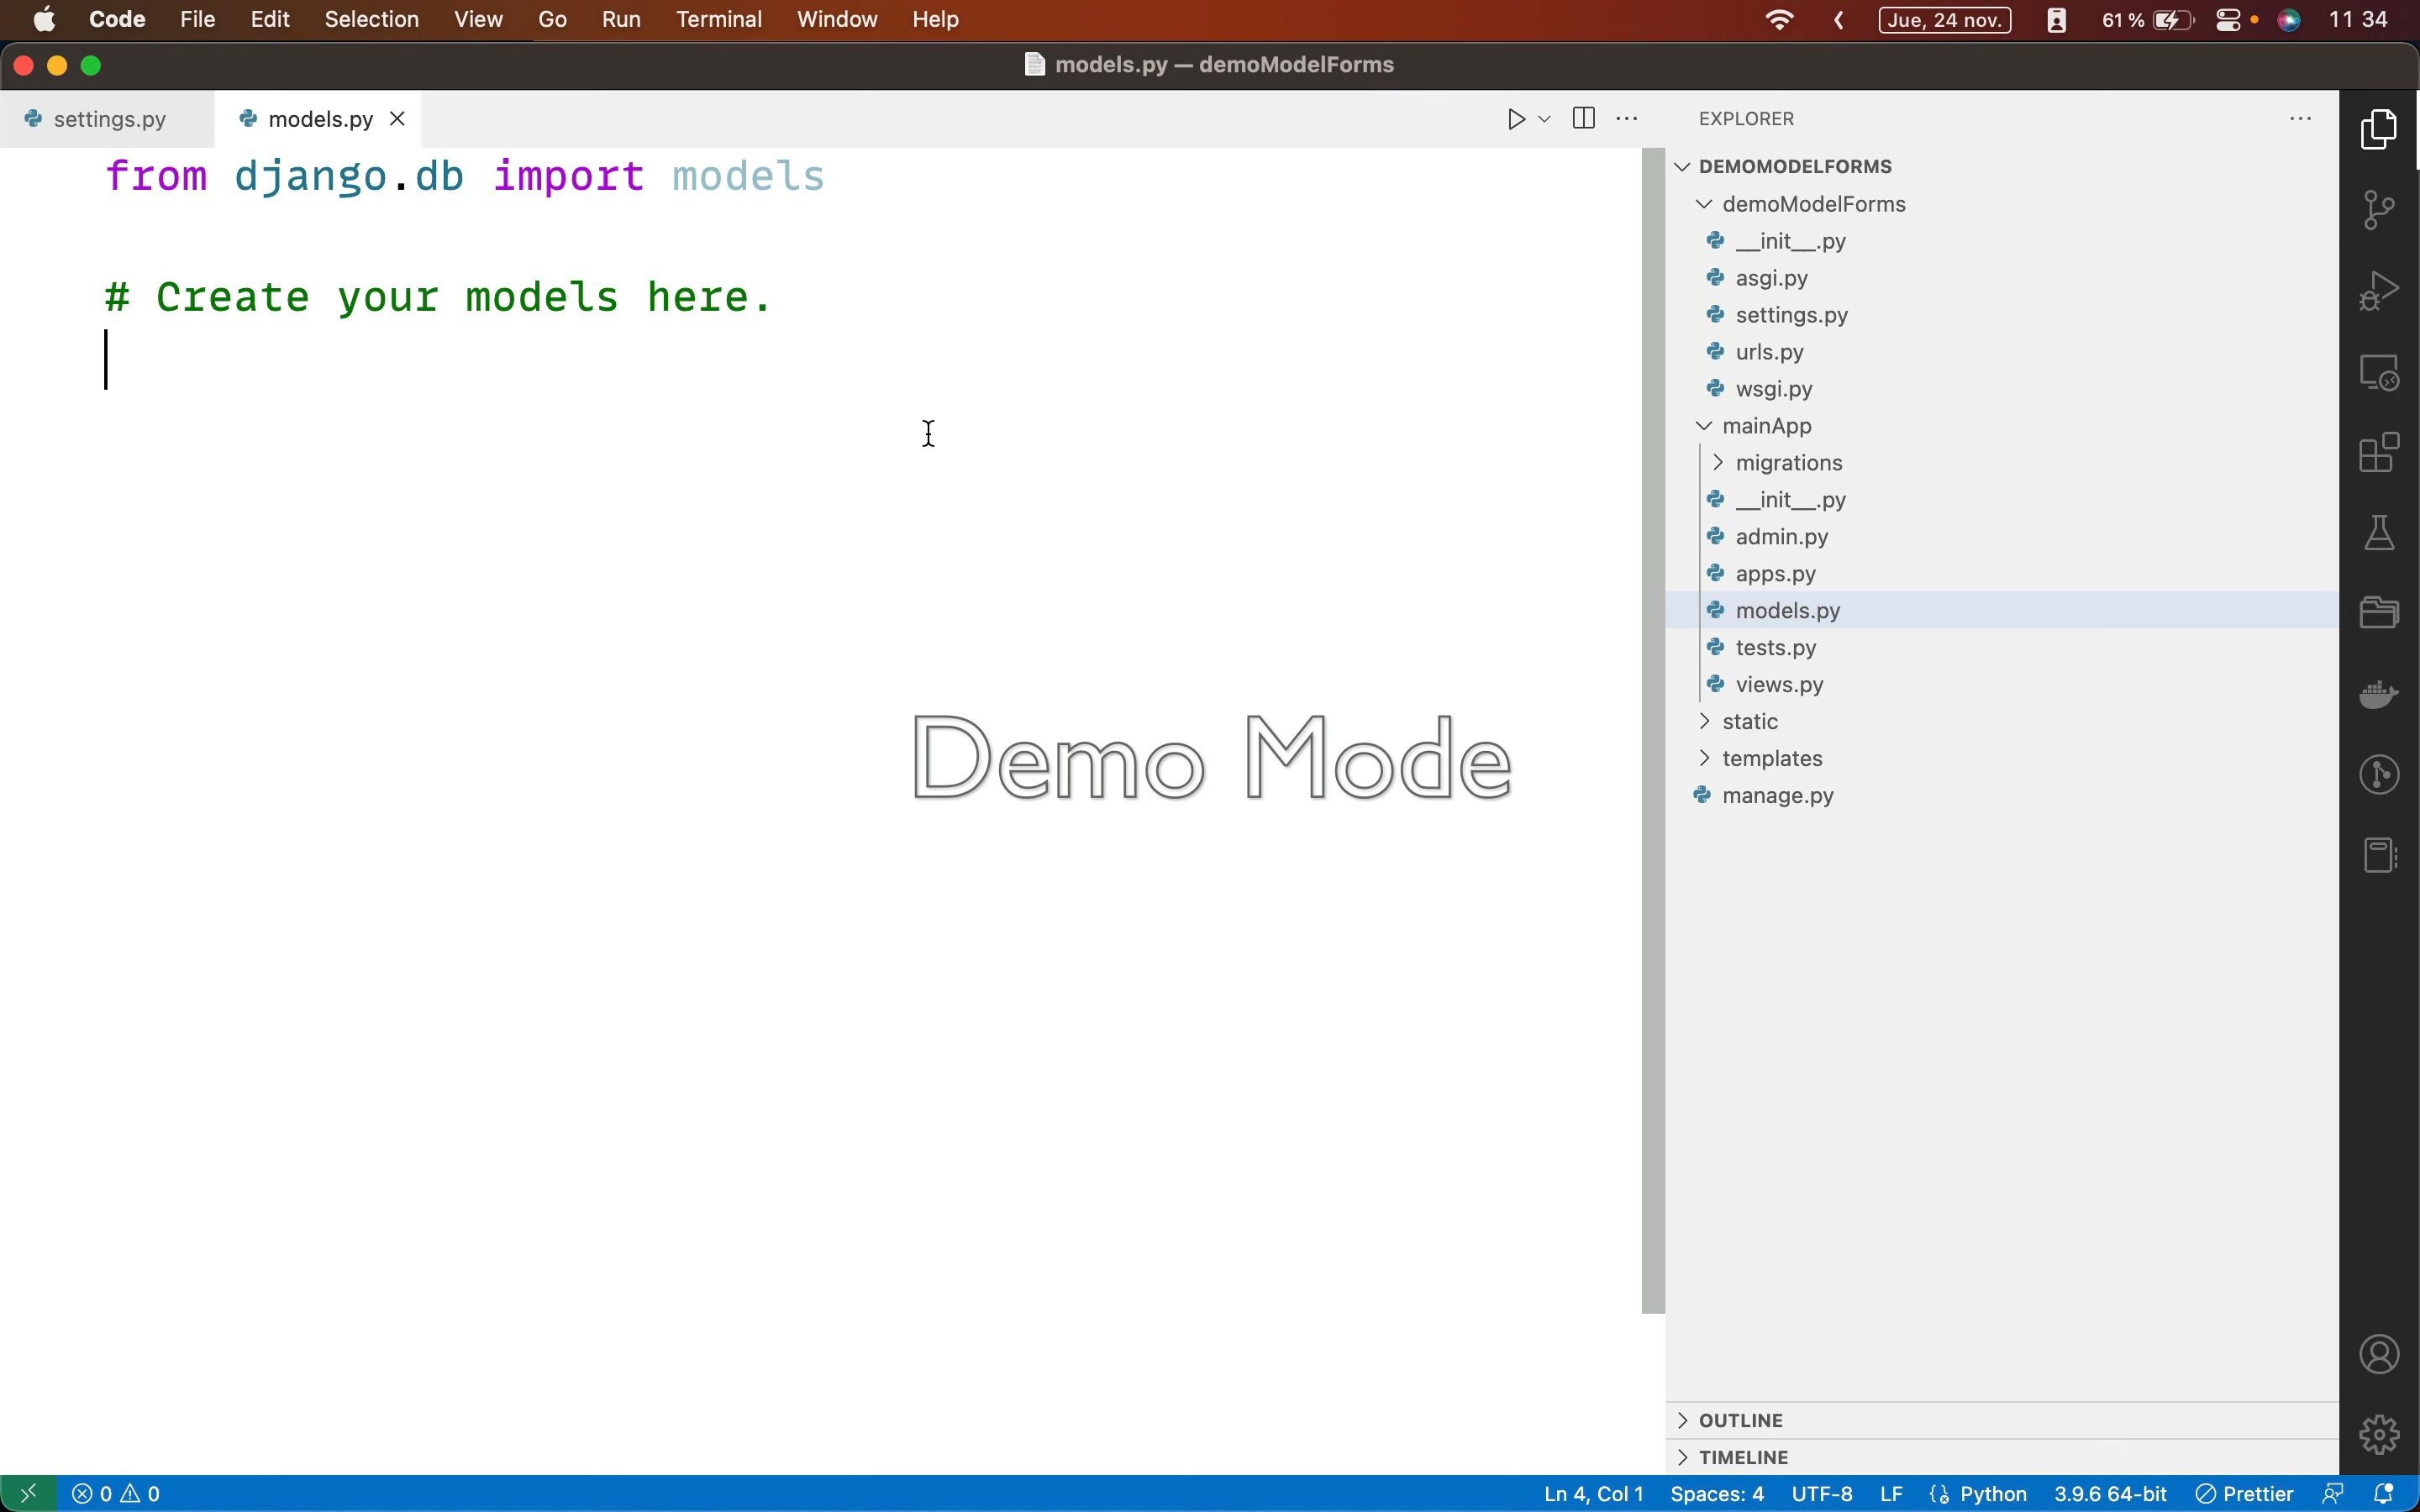 Code File Edit Selection View Go Run Terminal Window Help Jue, 24 nov. 61 % 11 34
models.py — demoModelForms
settings.py models.py
from django.db import models
# Create your models here.
Demo Mode
EXPLORER
DEMOMODELFORMS
demoModelForms
__init__.py
asgi.py
settings.py
urls.py
wsgi.py
mainApp
migrations
__init__.py
admin.py
apps.py
models.py
tests.py
views.py
static
templates
manage.py
OUTLINE
TIMELINE
0 0 Ln 4, Col 1 Spaces: 4 UTF-8 LF Python 3.9.6 64-bit Prettier